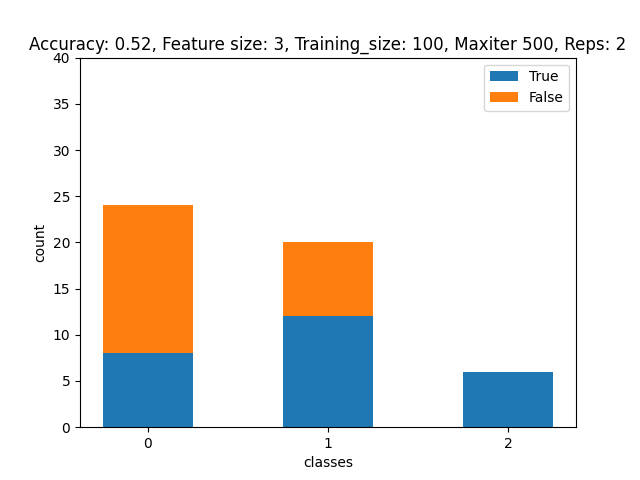 Accuracy: 0.52, Feature size: 3, Training_size: 100, Maxiter 500, Reps: 2
True
False
40
35
30
25
20
15
10
5
0
count
0 1 2
classes